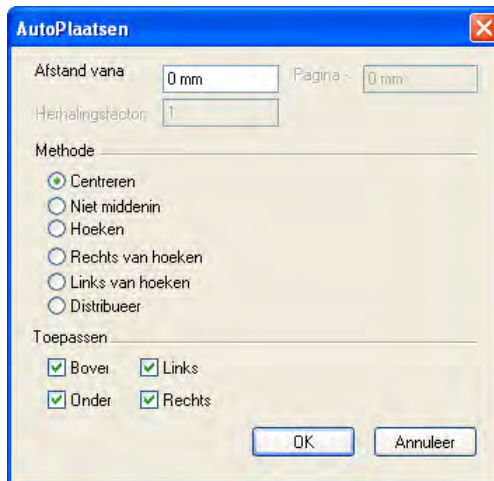 AutoPlaatsen
Afstand vana 0 mm Pagina - 0 mm
Herhalingsfactor: 1
Methode
Centreren
Niet middenin
Hoeken
Rechts van hoeken
Links van hoeken
Distribueer
Toepassen
Bover Links
Onder Rechts
OK Annuleer